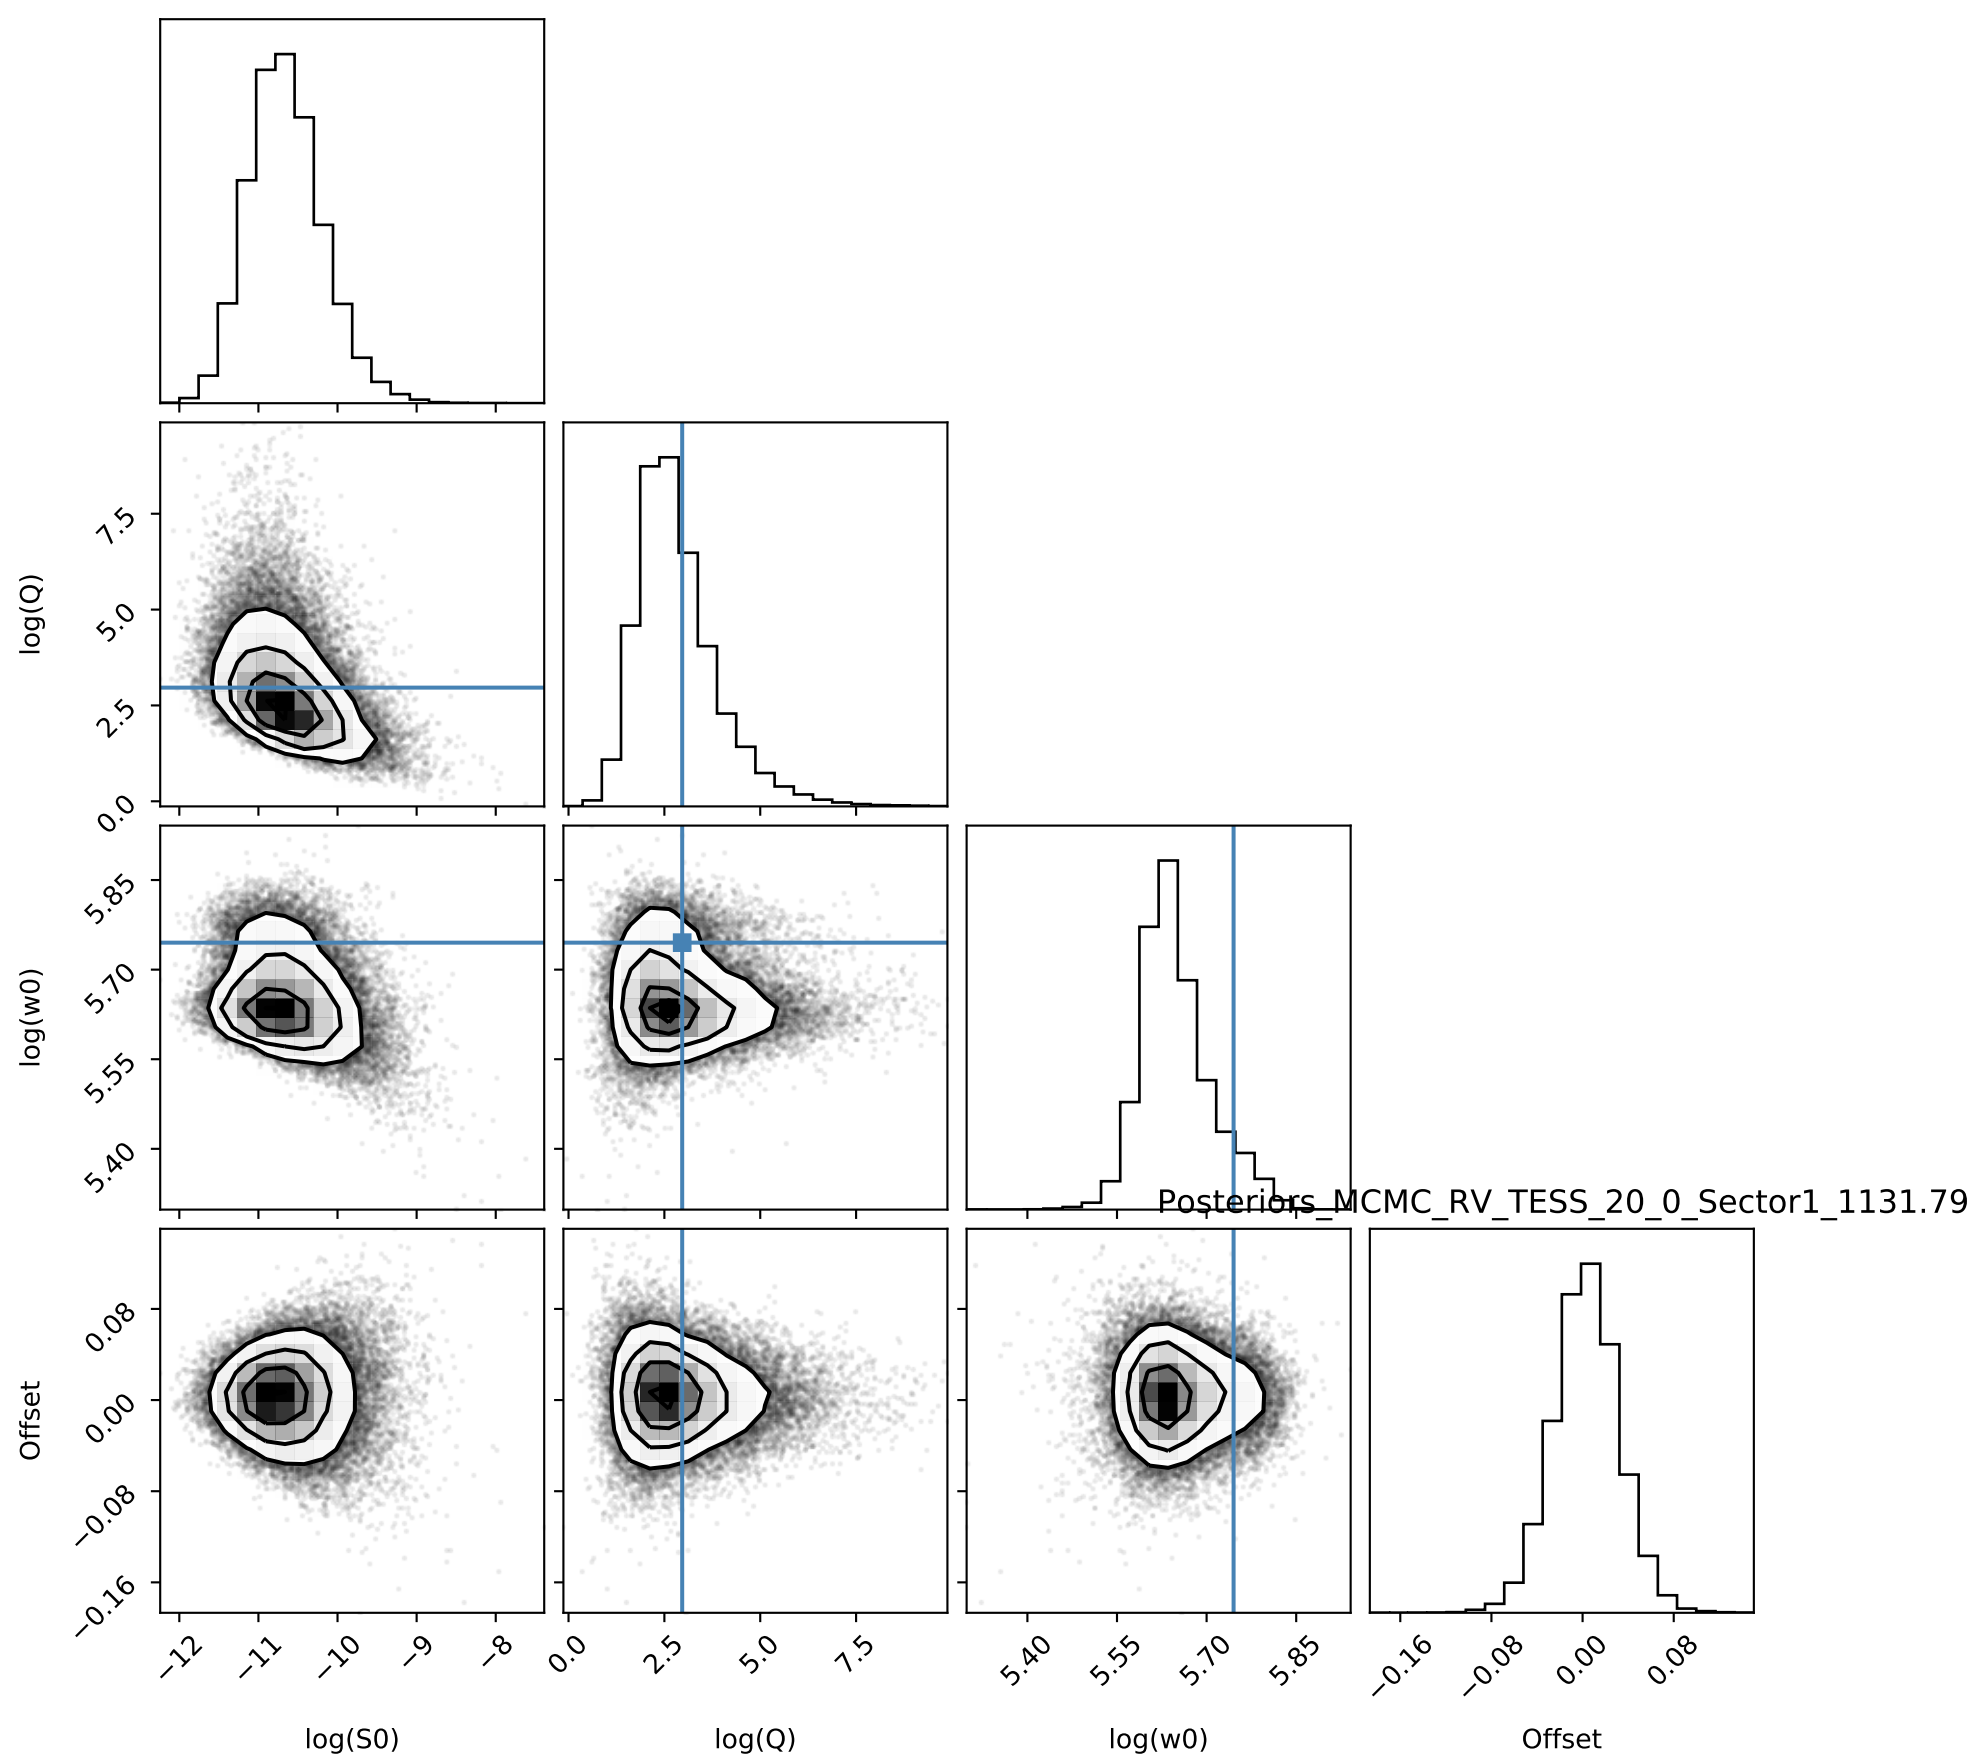 log(Q)
7.5
5.0
2.5
0.0
log(w0)
5.85
5.70
5.55
5.40
Posteriors_MCMC_RV_TESS_20_0_Sector1_1131.79
Offset
0.08
0.00
−0.08
−0.16
−12 −11 −10 −9 −8 0.0 2.5 5.0 7.5 5.40 5.55 5.70 5.85 −0.16 −0.08 0.00 0.08
log(S0) log(Q) log(w0) Offset